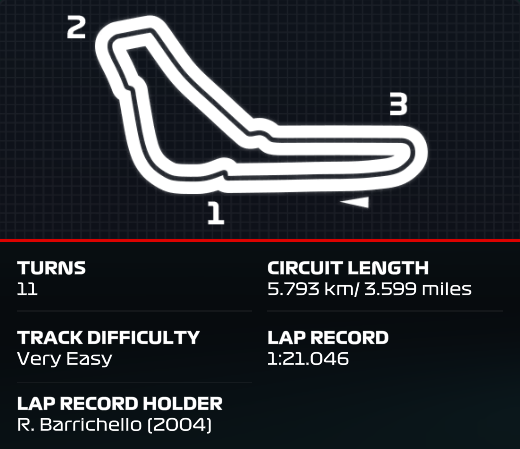 2
3
1
TURNS
11
CIRCUIT LENGTH
5.793 km/ 3.599 miles
TRACK DIFFICULTY
Very Easy
LAP RECORD
1:21.046
LAP RECORD HOLDER
R. Barrichello (2004)